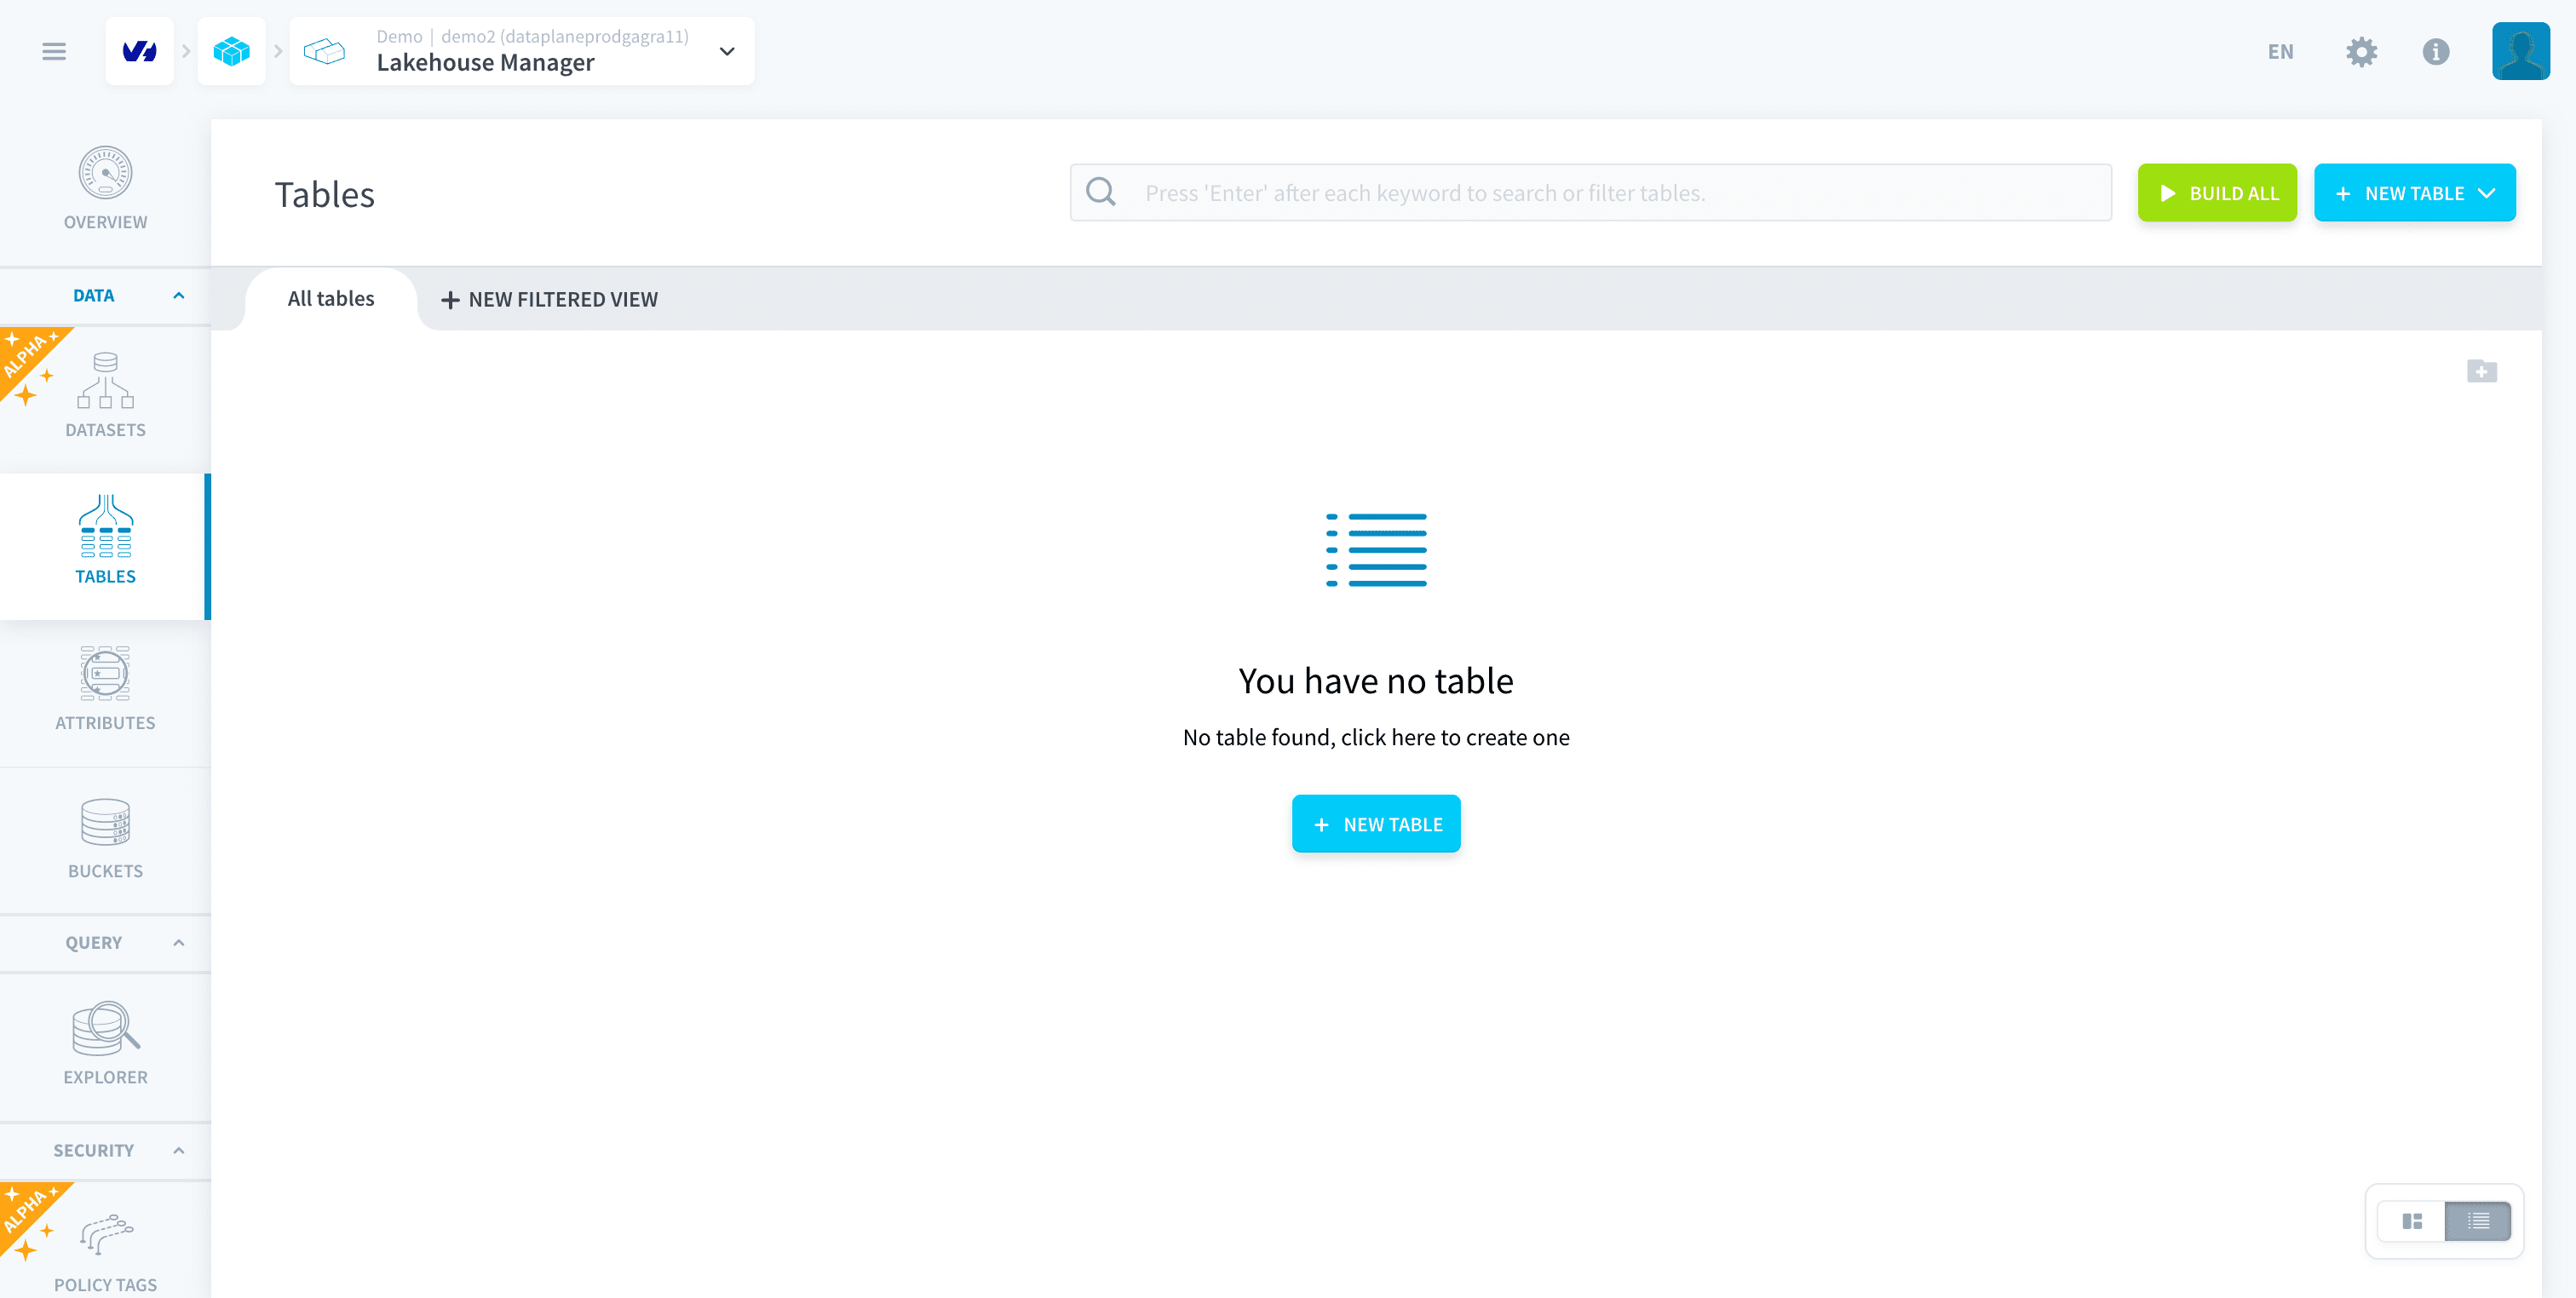 Demo | demo2 (dataplaneprodgagra11)
Lakehouse Manager
EN
OVERVIEW
DATA
ALPHA
DATASETS
TABLES
ATTRIBUTES
BUCKETS
QUERY
EXPLORER
SECURITY
ALPHA
POLICY TAGS
Tables
Press 'Enter' after each keyword to search or filter tables.
BUILD ALL
+ NEW TABLE
All tables
+ NEW FILTERED VIEW
You have no table
No table found, click here to create one
+ NEW TABLE